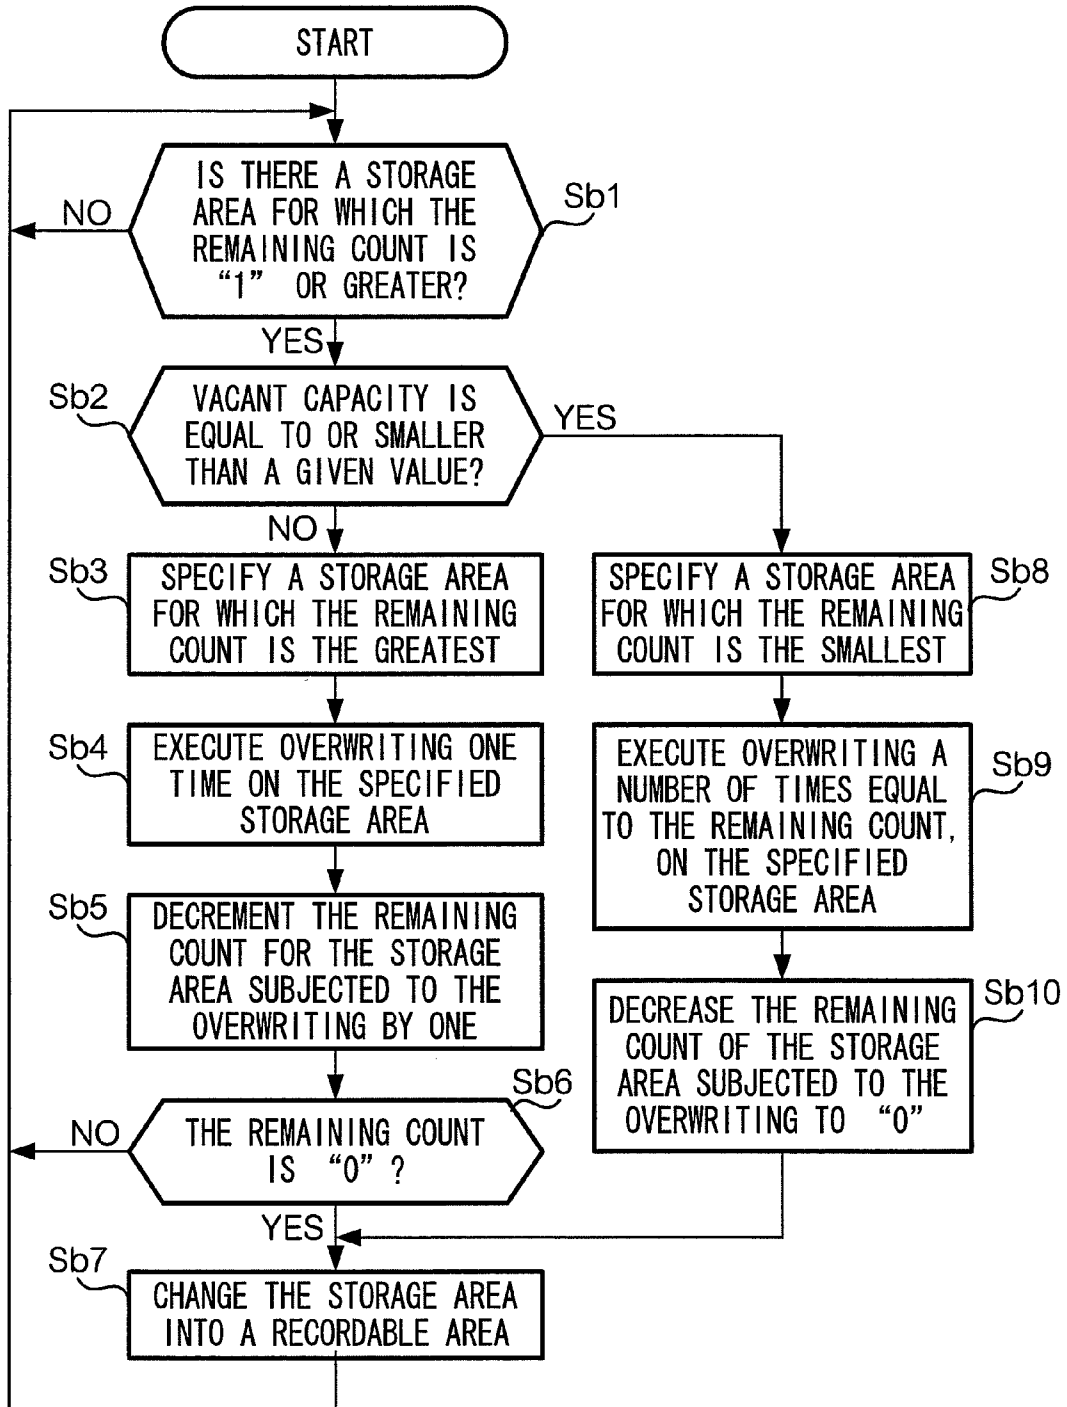 START
IS THERE A STORAGE
AREA FOR WHICH THE
REMAINING COUNT IS
“1” OR GREATER?
Sb1
NO
YES
Sb2
VACANT CAPACITY IS
EQUAL TO OR SMALLER
THAN A GIVEN VALUE?
YES
NO
Sb3
SPECIFY A STORAGE AREA
FOR WHICH THE REMAINING
COUNT IS THE GREATEST
SPECIFY A STORAGE AREA
FOR WHICH THE REMAINING
COUNT IS THE SMALLEST
Sb8
Sb4
EXECUTE OVERWRITING ONE
TIME ON THE SPECIFIED
STORAGE AREA
EXECUTE OVERWRITING A
NUMBER OF TIMES EQUAL
TO THE REMAINING COUNT,
ON THE SPECIFIED
STORAGE AREA
Sb9
Sb5
DECREMENT THE REMAINING
COUNT FOR THE STORAGE
AREA SUBJECTED TO THE
OVERWRITING BY ONE
DECREASE THE REMAINING
COUNT OF THE STORAGE
AREA SUBJECTED TO THE
OVERWRITING TO “0”
Sb10
Sb6
THE REMAINING COUNT
IS “0” ?
NO
YES
Sb7
CHANGE THE STORAGE AREA
INTO A RECORDABLE AREA